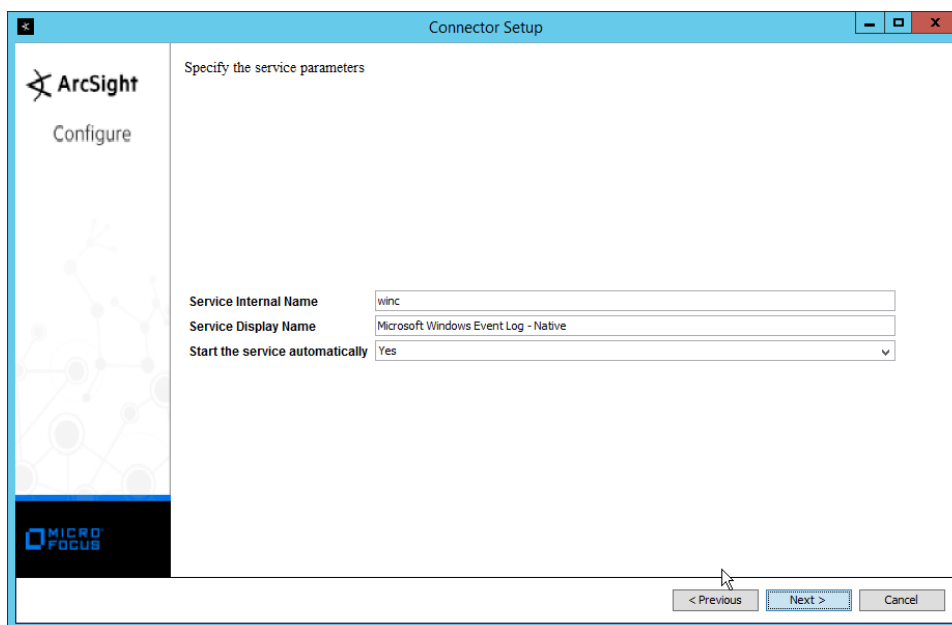 Connector Setup
X
ArcSight
Configure
Specify the service parameters
Service Internal Name winc
Service Display Name Microsoft Windows Event Log - Native
Start the service automatically Yes
MICRO
FOCUS
< Previous Next > Cancel